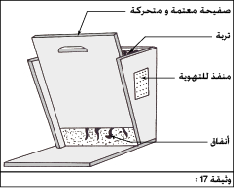 صفيحة معتمة و متحركة
تربة
منفذ للتهوية
أنفاق
وثيقة 17 :